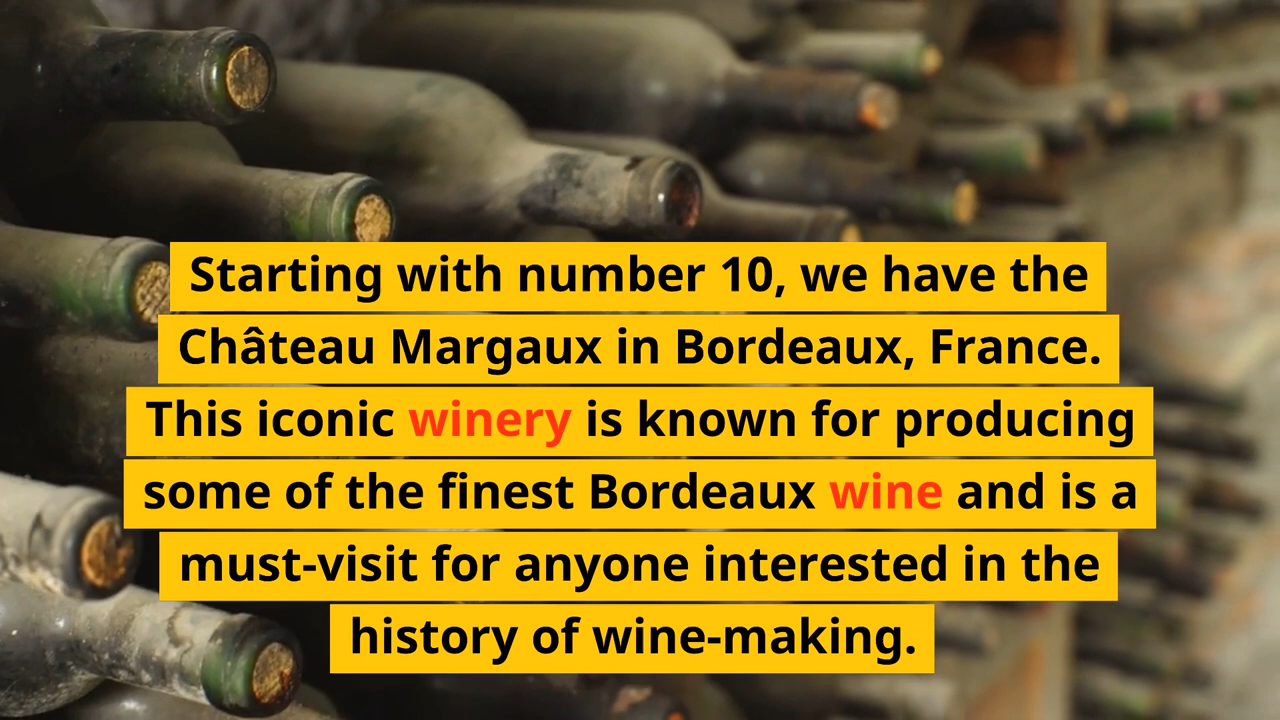 Starting with number 10, we have the
Château Margaux in Bordeaux, France.
This iconic winery is known for producing
some of the finest Bordeaux wine and is a
must-visit for anyone interested in the
history of wine-making.